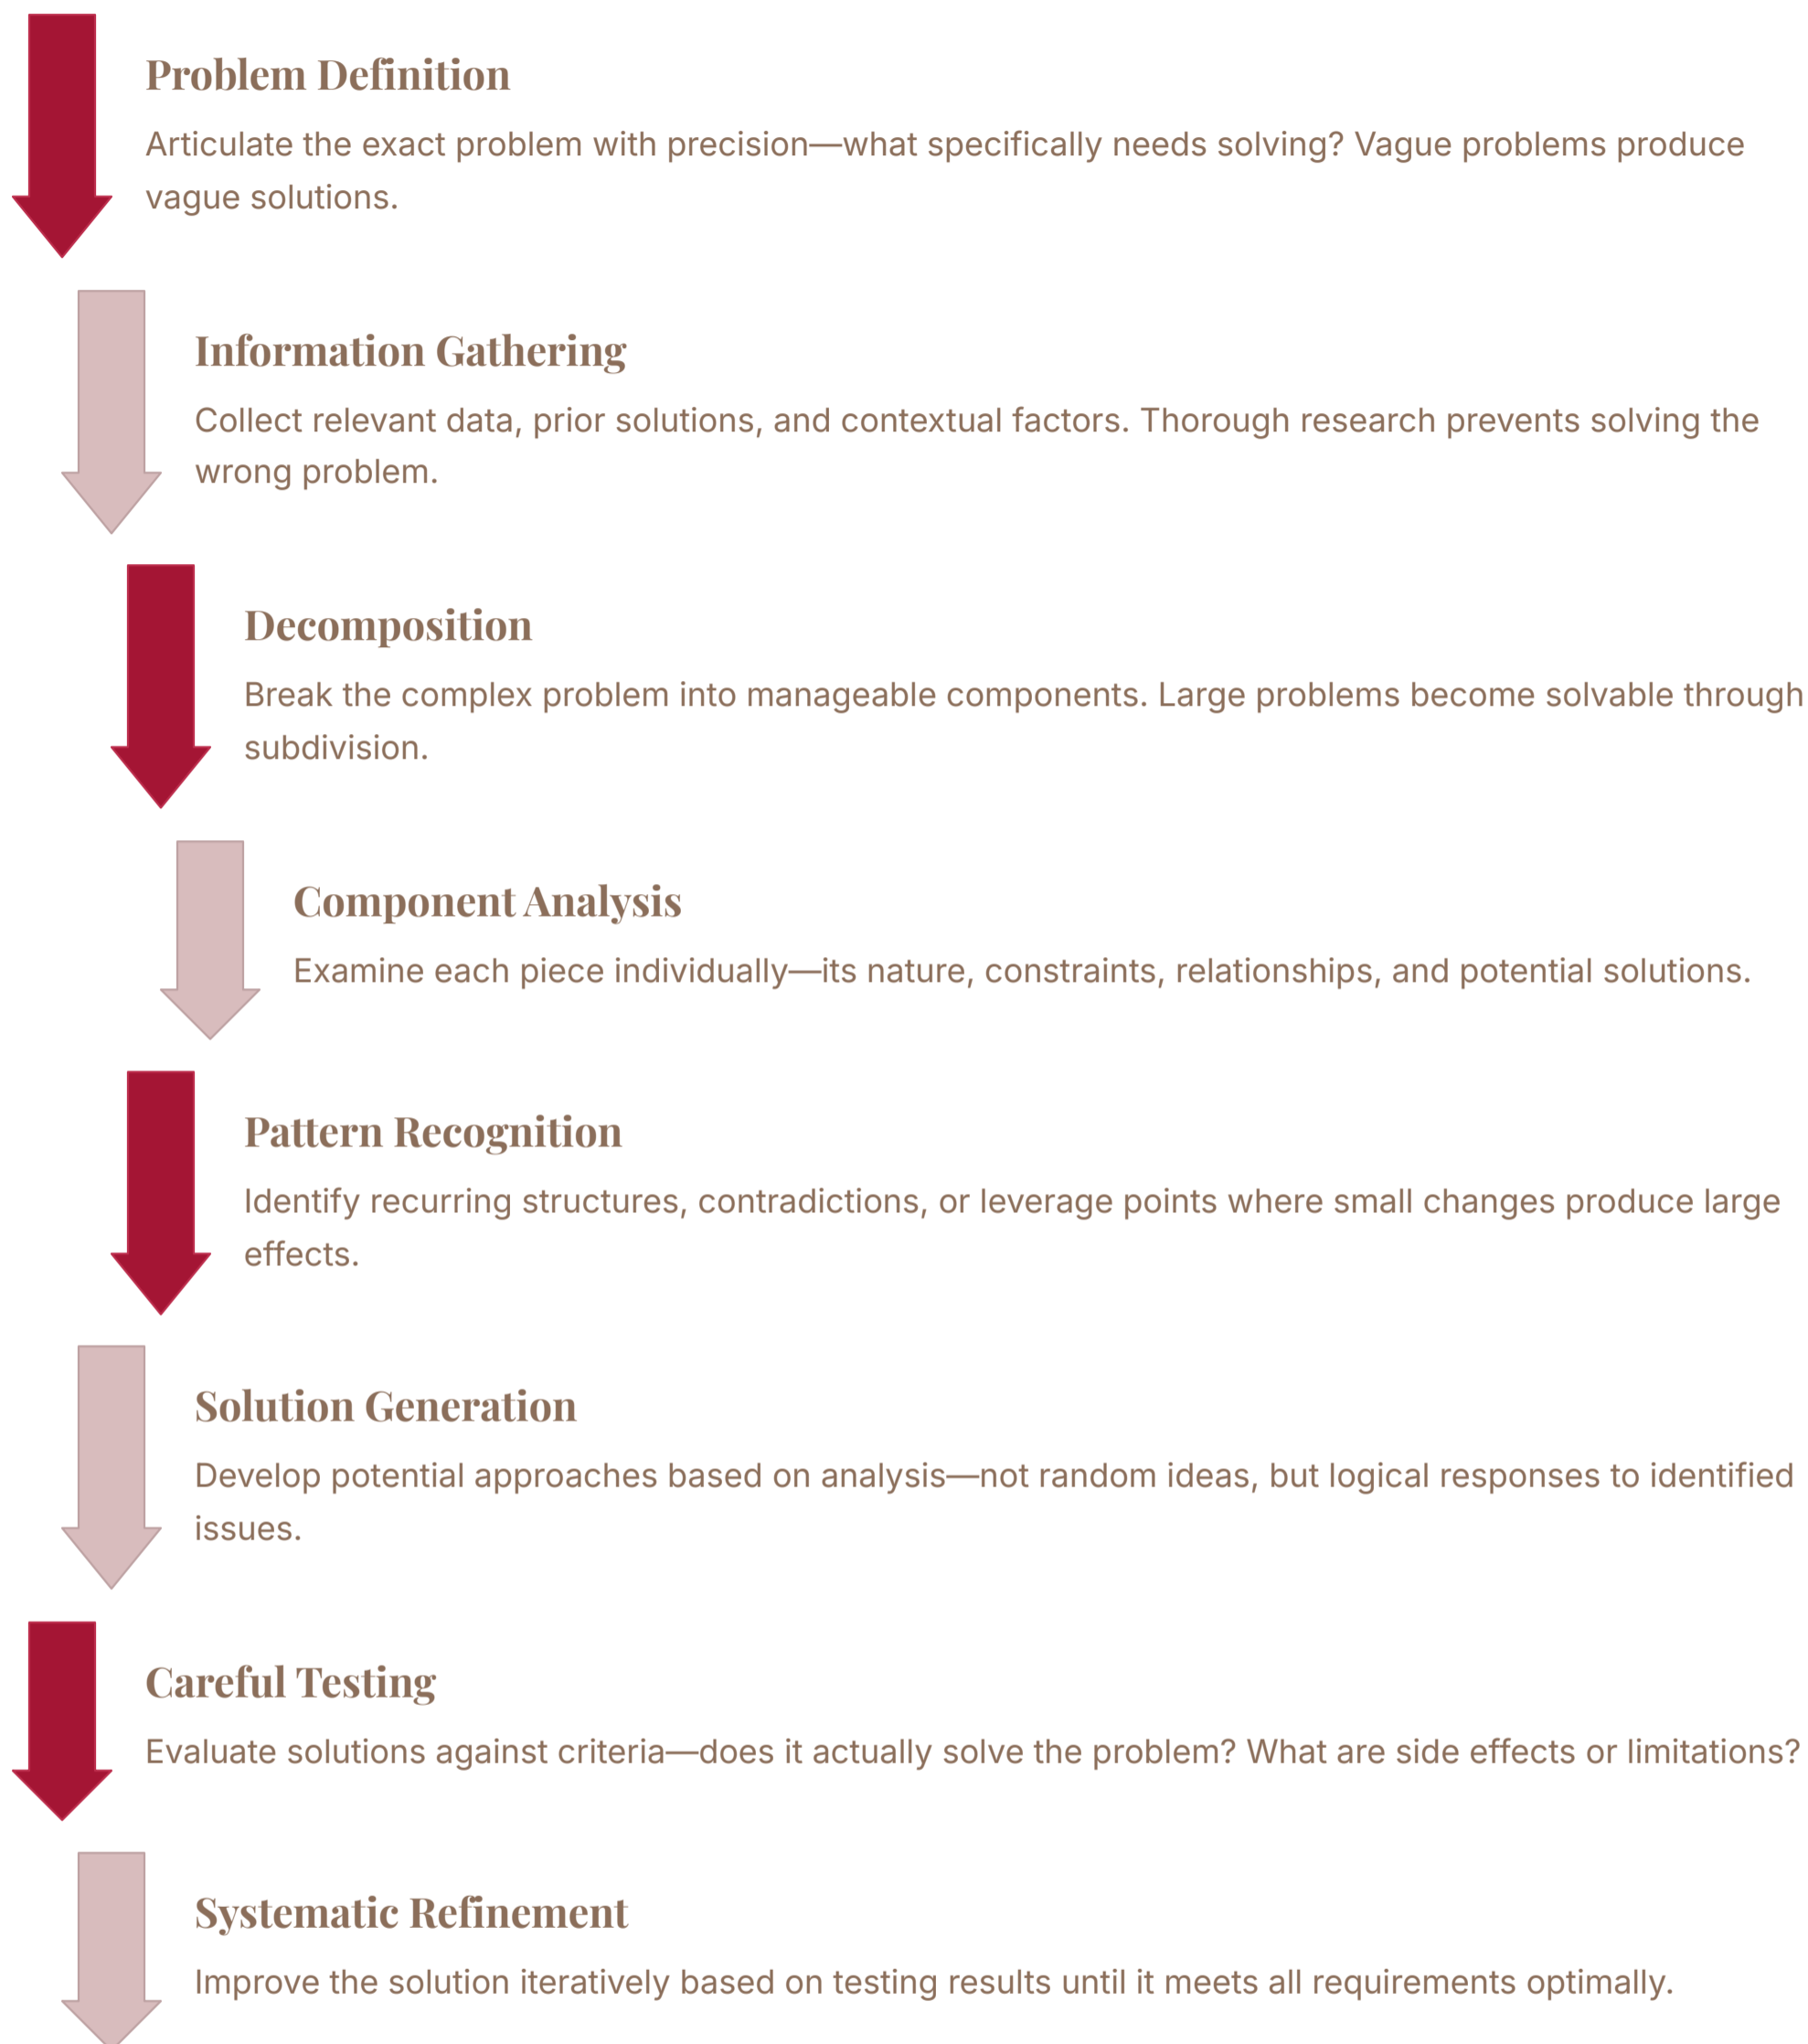 Problem Definition
Articulate the exact problem with precision—what specifically needs solving? Vague problems produce
vague solutions.
Information Gathering
Collect relevant data, prior solutions, and contextual factors. Thorough research prevents solving the
wrong problem.
Decomposition
Break the complex problem into manageable components. Large problems become solvable through
subdivision.
Component Analysis
Examine each piece individually—its nature, constraints, relationships, and potential solutions.
Pattern Recognition
Identify recurring structures, contradictions, or leverage points where small changes produce large
effects.
Solution Generation
Develop potential approaches based on analysis—not random ideas, but logical responses to identified
issues.
Careful Testing
Evaluate solutions against criteria—does it actually solve the problem? What are side effects or limitations?
Systematic Refinement
Improve the solution iteratively based on testing results until it meets all requirements optimally.